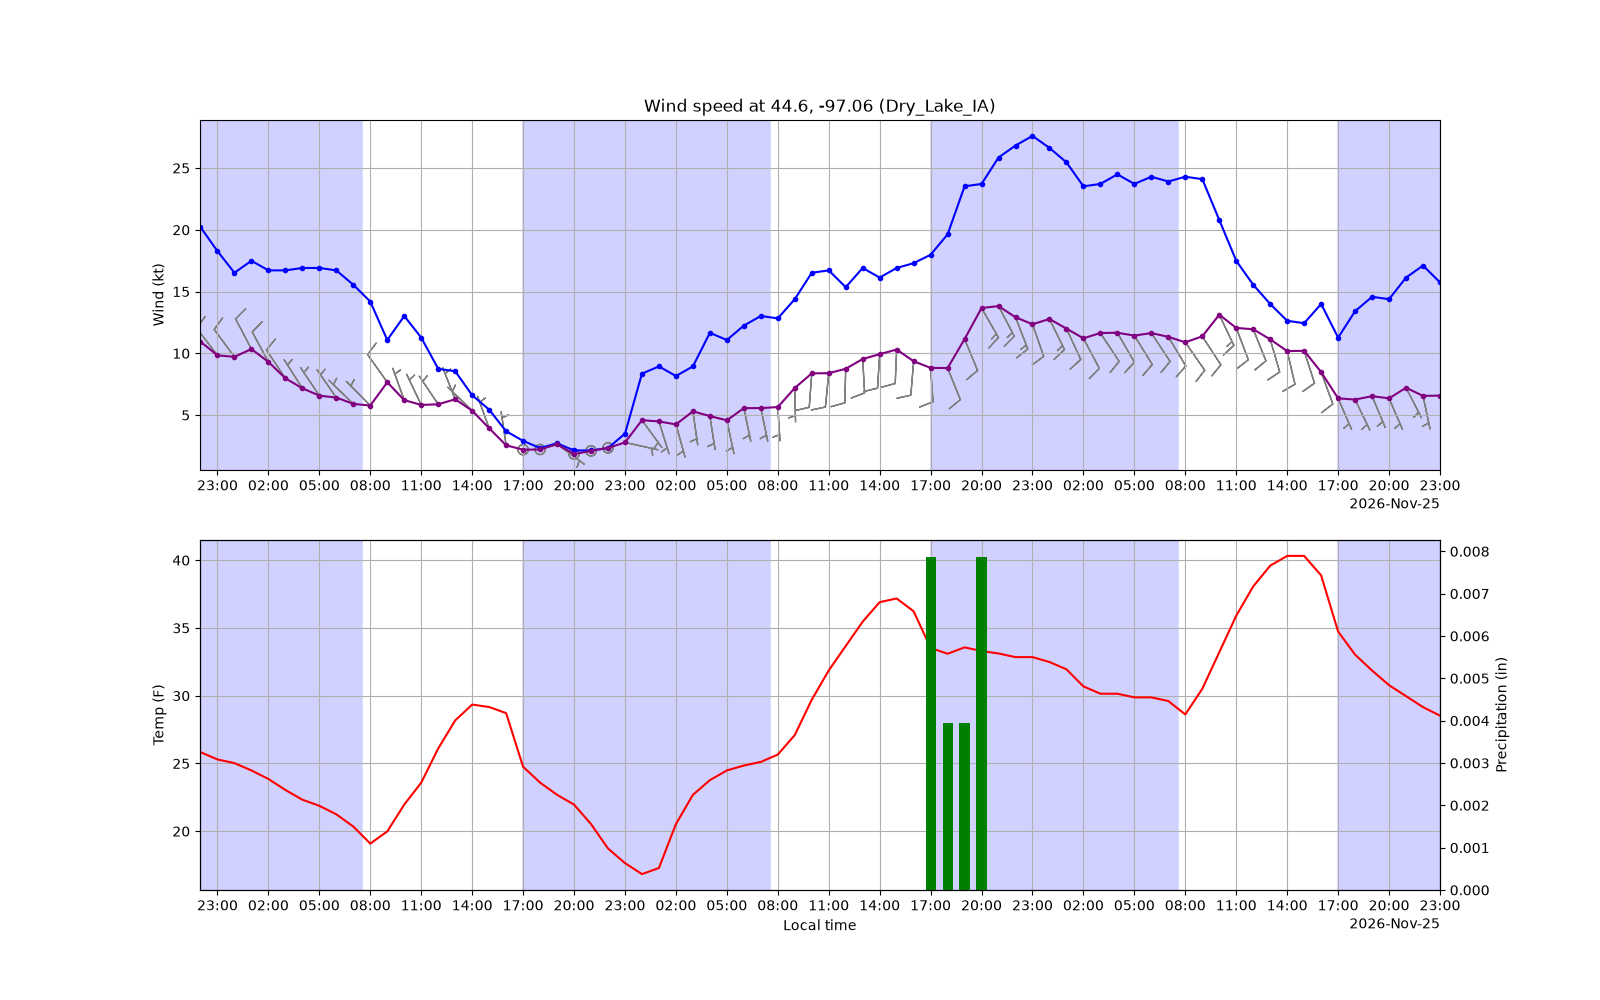 Wind speed at 44.6, -97.06 (Dry_Lake_IA)
Wind (kt)
25
20
15
10
5
23:00 02:00 05:00 08:00 11:00 14:00 17:00 20:00 23:00 02:00 05:00 08:00 11:00 14:00 17:00 20:00 23:00 02:00 05:00 08:00 11:00 14:00 17:00 20:00 23:00
2026-Nov-25
Temp (F)
40
35
30
25
20
0.008
0.007
0.006
0.005
0.004
0.003
0.002
0.001
0.000
Precipitation (in)
23:00 02:00 05:00 08:00 11:00 14:00 17:00 20:00 23:00 02:00 05:00 08:00 11:00 14:00 17:00 20:00 23:00 02:00 05:00 08:00 11:00 14:00 17:00 20:00 23:00
Local time
2026-Nov-25